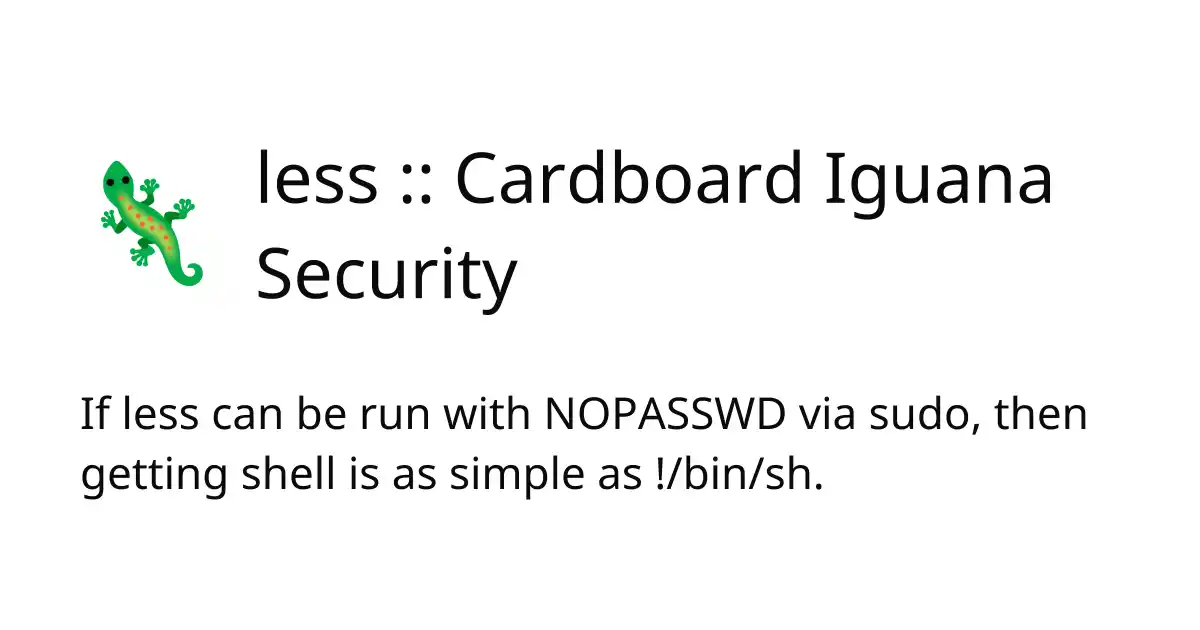 less :: Cardboard Iguana
Security
If less can be run with NOPASSWD via sudo, then
getting shell is as simple as !/bin/sh.